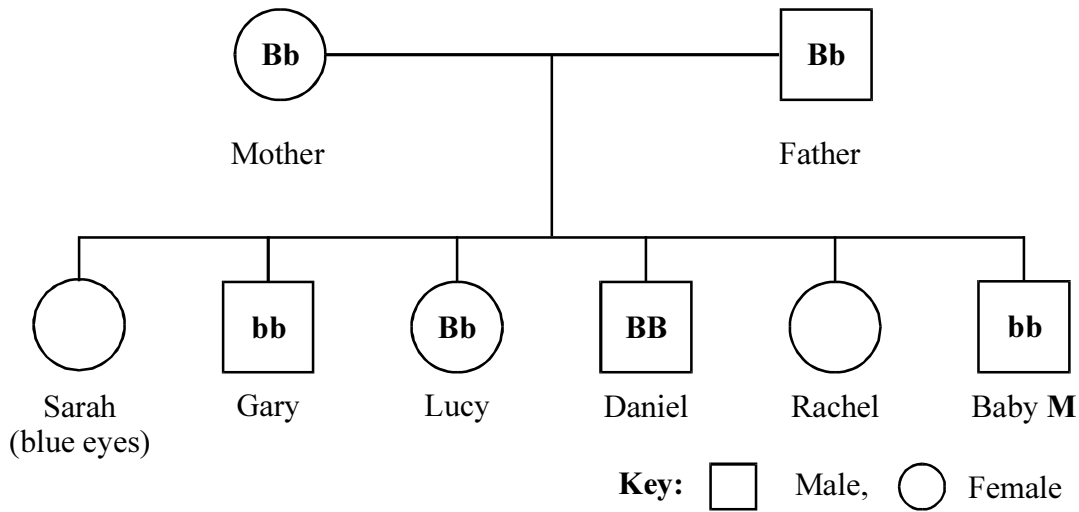 Bb Bb
Mother Father
bb Bb BB bb
Sarah Gary Lucy Daniel Rachel Baby M
(blue eyes)
Key: Male, Female